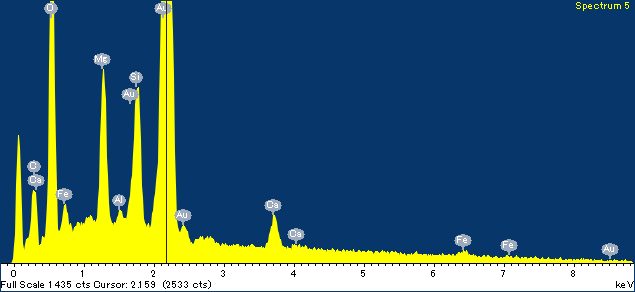 Spectrum 5
O
Au
Mg
Si
Au
O
Ca
Fe
Al
Au
Ca
Ca
Fe
Fe
Au
0 1 2 3 4 5 6 7 8
Full Scale 1435 cts Cursor: 2.159 (2533 cts) keV